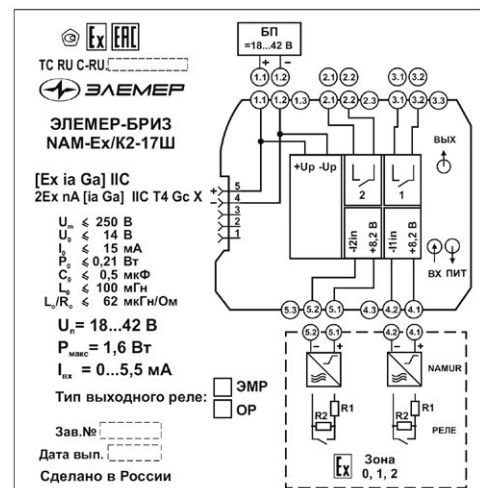 Ex EAC
TC RU C-RU.
ЭЛЕМЕР
ЭЛЕМЕР-БРИЗ
NAM-Ex/K2-17Ш
[Ex ia Ga] IIC
2Ex nA [ia Ga] IIC T4 Gc X
Um ≤ 250 В
Uo ≤ 14 В
Io ≤ 15 мА
Po ≤ 0,21 Вт
Co ≤ 0,5 мкФ
Lo ≤ 100 мГн
Lo/Ro ≤ 62 мкГн/Ом
Uп= 18...42 В
Pмакс= 1,6 Вт
Iвх = 0...5,5 мА
Тип выходного реле:
ЭМР
ОР
Зав.№
Дата вып.
Сделано в России
БП
=18...42 В
+ −
1.1 1.2 2.1 2.2 3.1 3.2
1.1 1.2 1.3 2.1 2.2 2.3 3.1 3.2 3.3
+Up -Up
2 1
ВЫХ
+ 5
− 4
3
2
1
-I2in +8,2 В -I1in +8,2 В
ВХ ПИТ
5.3 5.2 5.1 4.3 4.2 4.1
5.2 5.1 4.2 4.1
− + − +
NAMUR
R2 R1 R2 R1
РЕЛЕ
Ex Зона
0, 1, 2